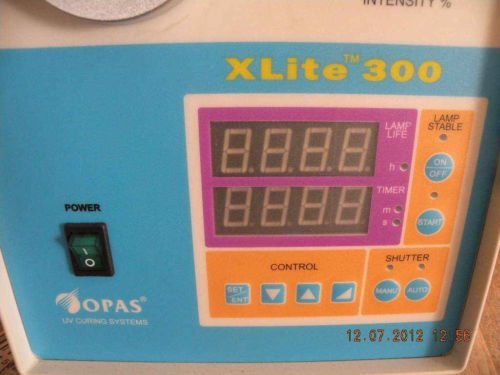 INTENSITY %
XLite™ 300
LAMP LIFE
h
TIMER
m
s
LAMP STABLE
ON
OFF
START
POWER
I
O
CONTROL
SET
ENT
SHUTTER
MANU
AUTO
OPAS®
UV CURING SYSTEMS
12.07.2012 12:56